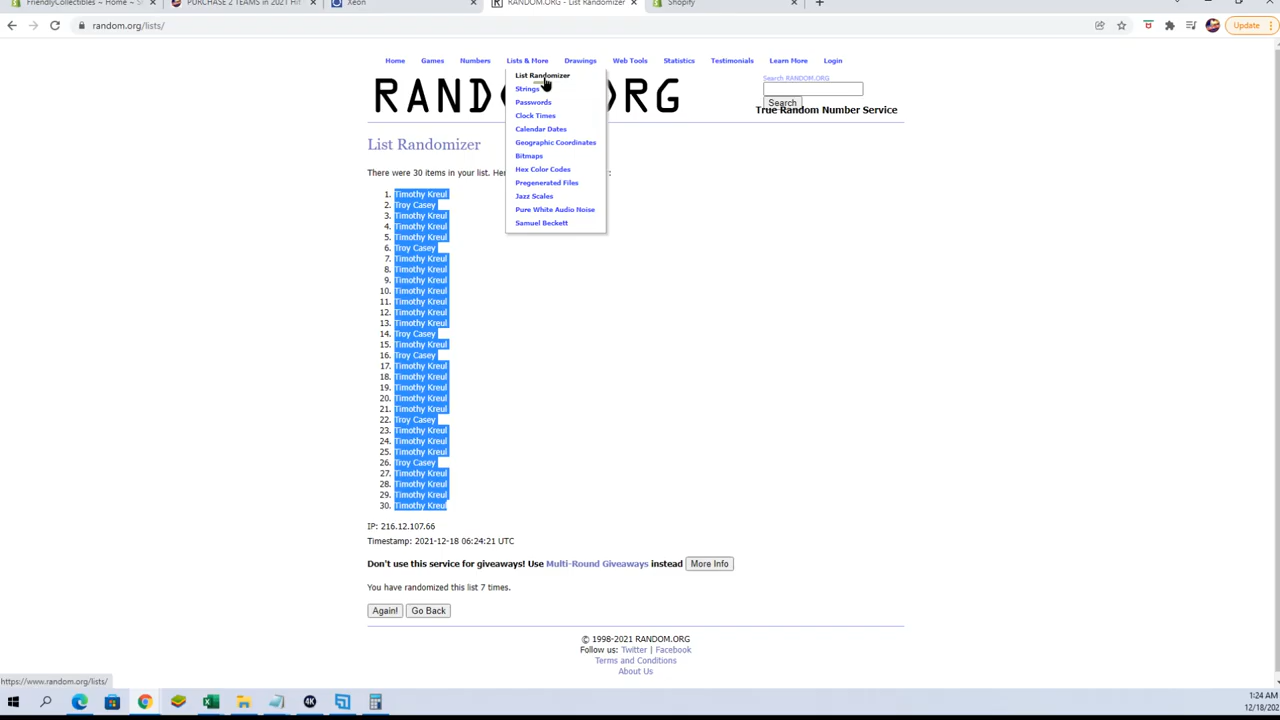 FriendlyCollectibles ~ Home ~ S
PURCHASE 2 TEAMS in 2021 Hit
Xeon
RANDOM.ORG - List Randomizer
Shopify
random.org/lists/
Update
Home Games Numbers Lists & More Drawings Web Tools Statistics Testimonials Learn More Login
List Randomizer
Strings
Passwords
Clock Times
Calendar Dates
Geographic Coordinates
Bitmaps
Hex Color Codes
Pregenerated Files
Jazz Scales
Pure White Audio Noise
Samuel Beckett
Search RANDOM.ORG
Search
RAND RG
True Random Number Service
List Randomizer
There were 30 items in your list. Her :
1. Timothy Kreul
2. Troy Casey
3. Timothy Kreul
4. Timothy Kreul
5. Timothy Kreul
6. Troy Casey
7. Timothy Kreul
8. Timothy Kreul
9. Timothy Kreul
10. Timothy Kreul
11. Timothy Kreul
12. Timothy Kreul
13. Timothy Kreul
14. Troy Casey
15. Timothy Kreul
16. Troy Casey
17. Timothy Kreul
18. Timothy Kreul
19. Timothy Kreul
20. Timothy Kreul
21. Timothy Kreul
22. Troy Casey
23. Timothy Kreul
24. Timothy Kreul
25. Timothy Kreul
26. Troy Casey
27. Timothy Kreul
28. Timothy Kreul
29. Timothy Kreul
30. Timothy Kreul
IP: 216.12.107.66
Timestamp: 2021-12-18 06:24:21 UTC
Don't use this service for giveaways! Use Multi-Round Giveaways instead More Info
You have randomized this list 7 times.
Again! Go Back
© 1998-2021 RANDOM.ORG
Follow us: Twitter | Facebook
Terms and Conditions
About Us
https://www.random.org/lists/
4K
1:24 AM
12/18/202